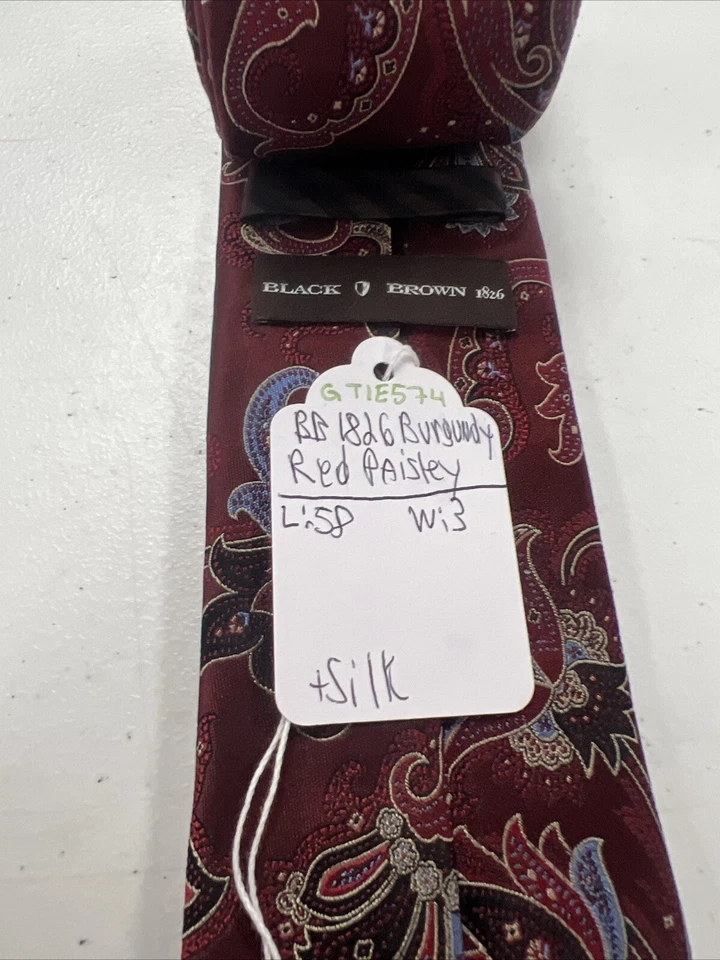 BLACK BROWN 1826
GTIE574
BB 1826 Burgundy
Red PAisley
L:58 W:3
+Silk